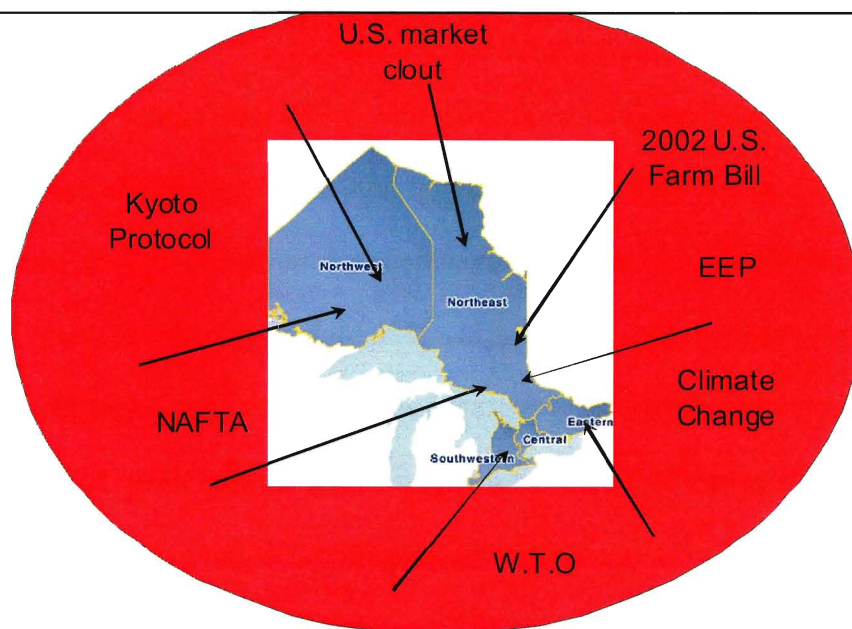 U.S. market
clout
2002 U.S.
Farm Bill
Kyoto
Protocol
EEP
Northwest
Northeast
Climate
Change
NAFTA
Eastern
Central
Southwestern
W.T.O